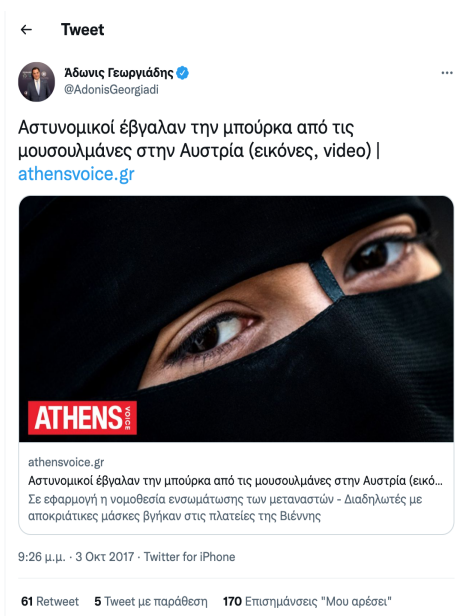 Tweet
Άδωνις Γεωργιάδης
@AdonisGeorgiadi
Αστυνομικοί έβγαλαν την μπούρκα από τις
μουσουλμάνες στην Αυστρία (εικόνες, video) |
athensvoice.gr
ATHENS VOICE
athensvoice.gr
Αστυνομικοί έβγαλαν την μπούρκα από τις μουσουλμάνες στην Αυστρία (εικό...
Σε εφαρμογή η νομοθεσία ενσωμάτωσης των μεταναστών - Διαδηλωτές με
αποκριάτικες μάσκες βγήκαν στις πλατείες της Βιέννης
9:26 μ.μ. · 3 Οκτ 2017 · Twitter for iPhone
61 Retweet 5 Tweet με παράθεση 170 Επισημάνσεις "Μου αρέσει"